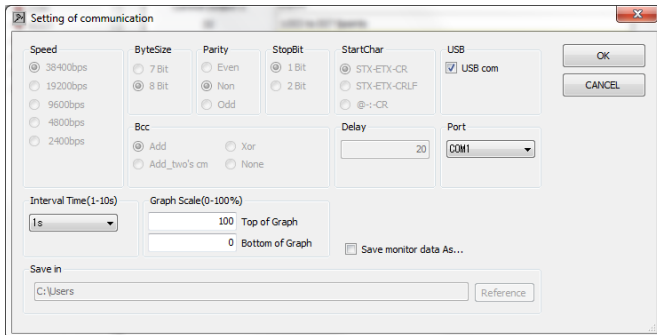 Setting of communication
Speed
38400bps
19200bps
9600bps
4800bps
2400bps
ByteSize
7 Bit
8 Bit
Parity
Even
Non
Odd
StopBit
1 Bit
2 Bit
StartChar
STX-ETX-CR
STX-ETX-CRLF
@-:-CR
USB
USB com
OK
CANCEL
Bcc
Add
Xor
Add_two's cm
None
Delay
20
Port
COM1
Interval Time(1-10s)
1s
Graph Scale(0-100%)
100 Top of Graph
0 Bottom of Graph
Save monitor data As...
Save in
C:\Users
Reference